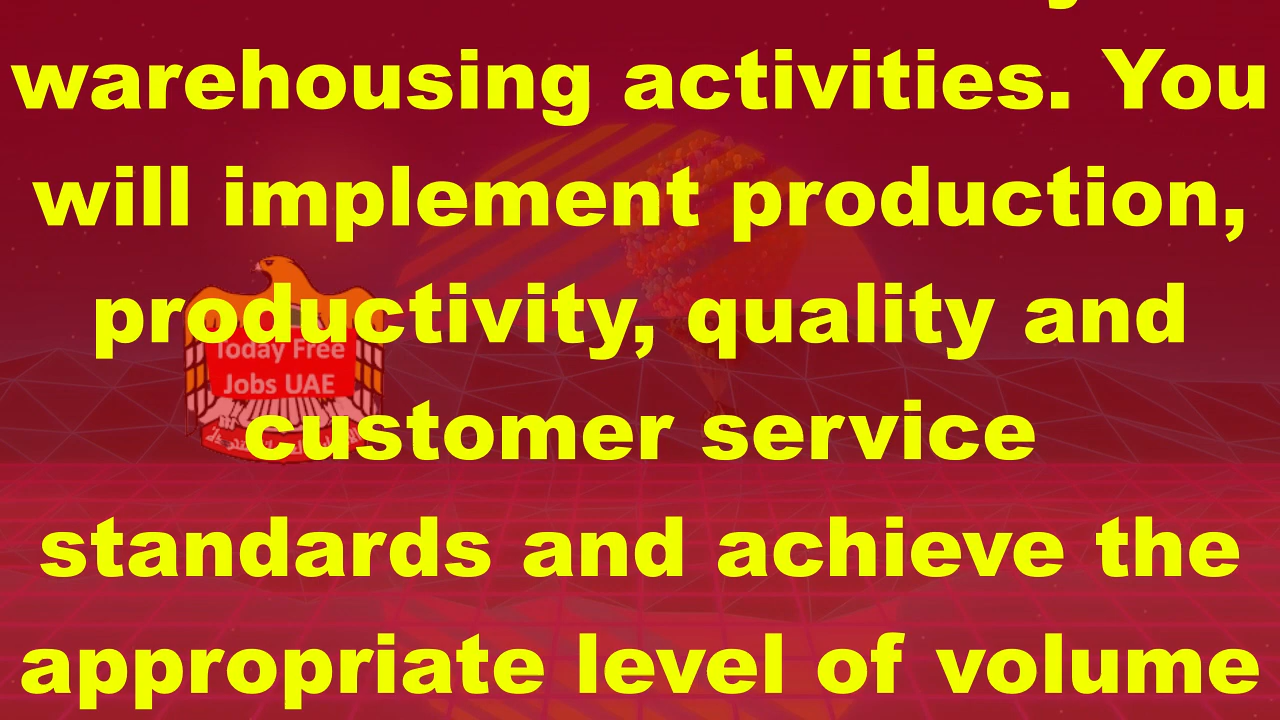 warehousing activities. You
will implement production,
productivity, quality and
Today Free
Jobs UAE
customer service
standards and achieve the
appropriate level of volume